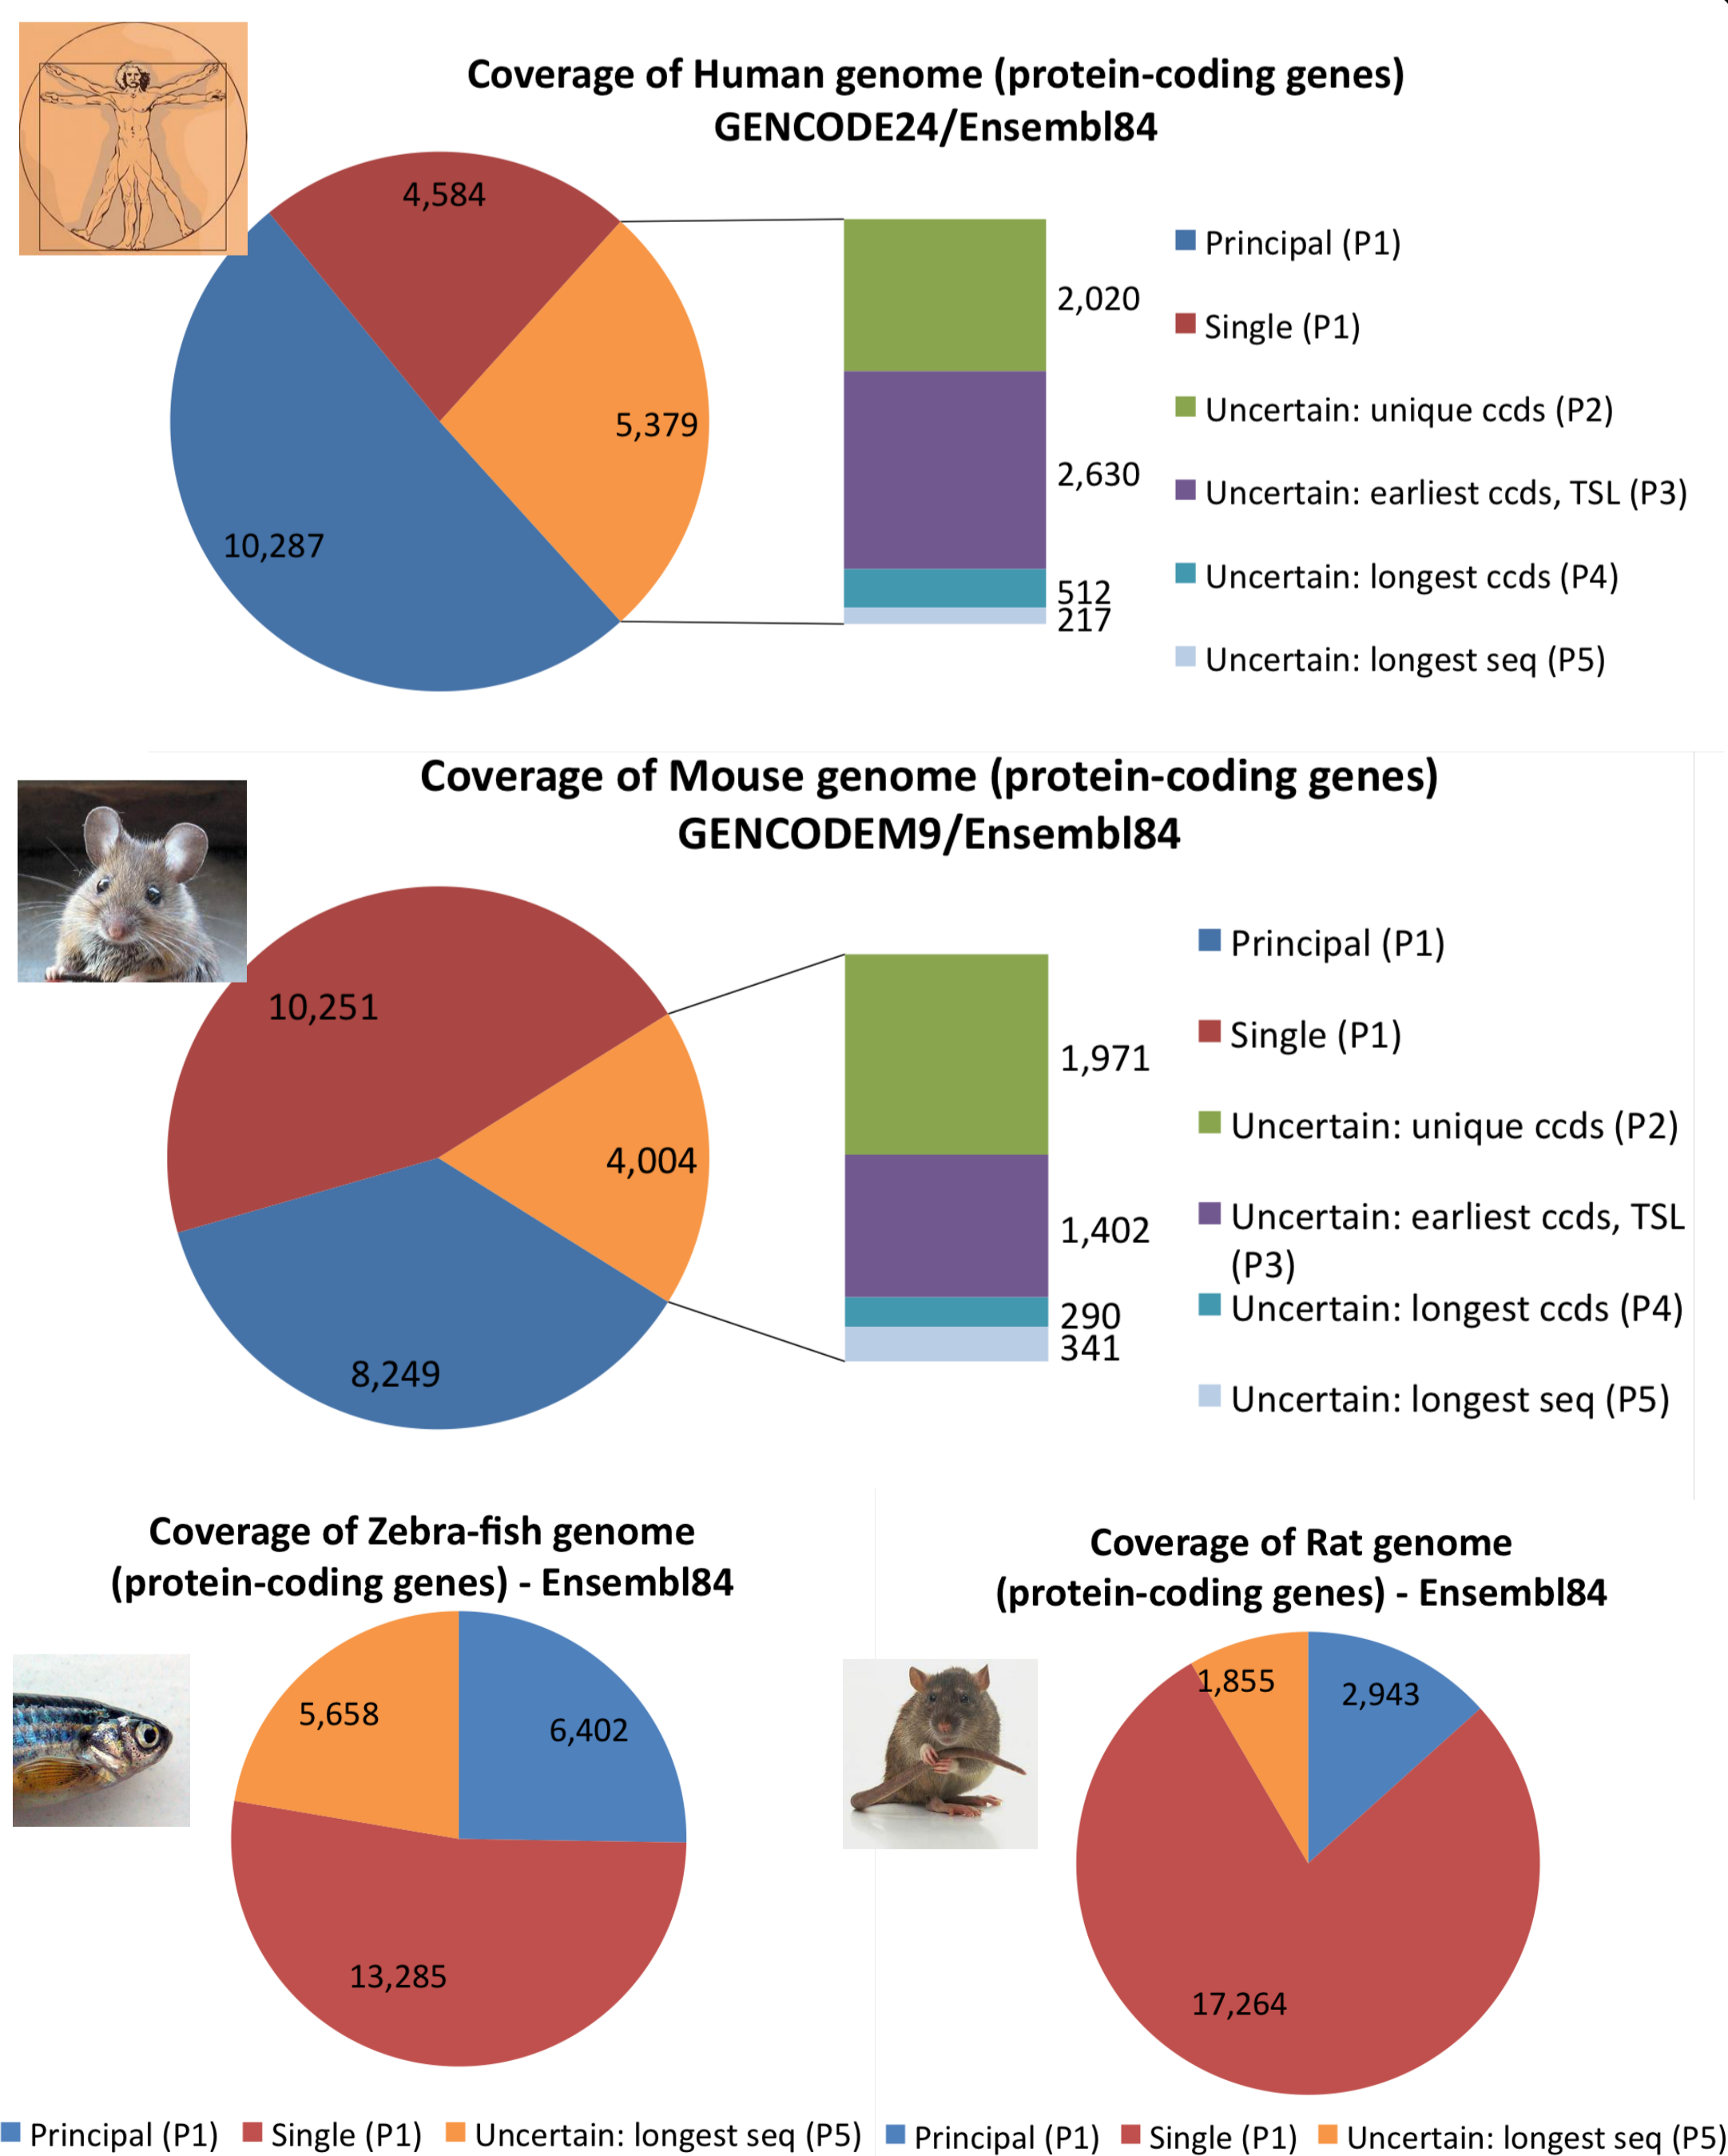 Coverage of Human genome (protein-coding genes)
GENCODE24/Ensembl84
4,584
5,379
10,287
2,020
2,630
512
217
Principal (P1)
Single (P1)
Uncertain: unique ccds (P2)
Uncertain: earliest ccds, TSL (P3)
Uncertain: longest ccds (P4)
Uncertain: longest seq (P5)
Coverage of Mouse genome (protein-coding genes)
GENCODEM9/Ensembl84
10,251
4,004
8,249
1,971
1,402
290
341
Principal (P1)
Single (P1)
Uncertain: unique ccds (P2)
Uncertain: earliest ccds, TSL
(P3)
Uncertain: longest ccds (P4)
Uncertain: longest seq (P5)
Coverage of Zebra-fish genome
(protein-coding genes) - Ensembl84
5,658
6,402
13,285
Principal (P1) Single (P1) Uncertain: longest seq (P5)
Coverage of Rat genome
(protein-coding genes) - Ensembl84
1,855
2,943
17,264
Principal (P1) Single (P1) Uncertain: longest seq (P5)